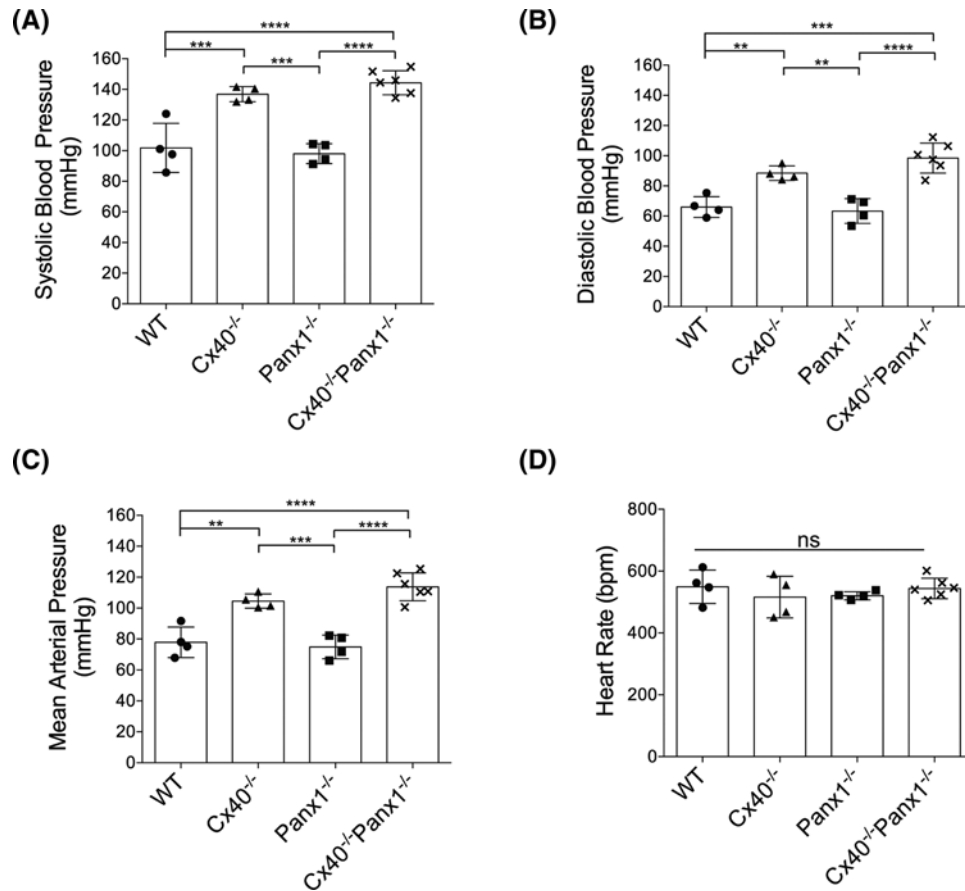 (A)
****
***
****
***
160
140
120
100
80
60
40
20
0
Systolic Blood Pressure
(mmHg)
WT
Cx40-/-
Panx1-/-
Cx40-/-Panx1-/-
(B)
***
**
****
**
160
140
120
100
80
60
40
20
0
Diastolic Blood Pressure
(mmHg)
WT
Cx40-/-
Panx1-/-
Cx40-/-Panx1-/-
(C)
****
**
****
***
160
140
120
100
80
60
40
20
0
Mean Arterial Pressure
(mmHg)
WT
Cx40-/-
Panx1-/-
Cx40-/-Panx1-/-
(D)
ns
800
600
400
200
0
Heart Rate (bpm)
WT
Cx40-/-
Panx1-/-
Cx40-/-Panx1-/-